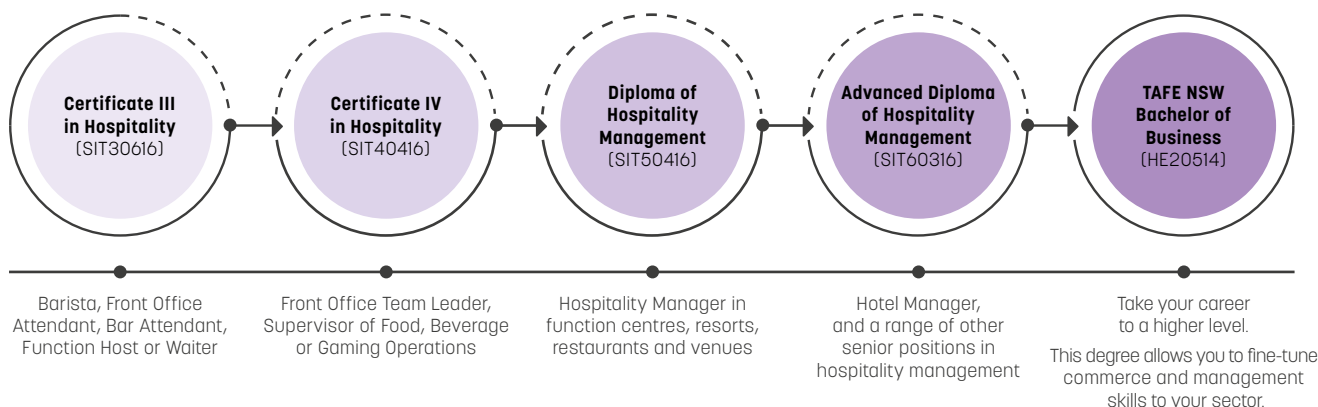 Certificate III
in Hospitality
(SIT30616)
Certificate IV
in Hospitality
(SIT40416)
Diploma of
Hospitality
Management
(SIT50416)
Advanced Diploma
of Hospitality
Management
(SIT60316)
TAFE NSW
Bachelor of
Business
(HE20514)
Barista, Front Office
Attendant, Bar Attendant,
Function Host or Waiter
Front Office Team Leader,
Supervisor of Food, Beverage
or Gaming Operations
Hospitality Manager in
function centres, resorts,
restaurants and venues
Hotel Manager,
and a range of other
senior positions in
hospitality management
Take your career
to a higher level.
This degree allows you to fine-tune
commerce and management
skills to your sector.